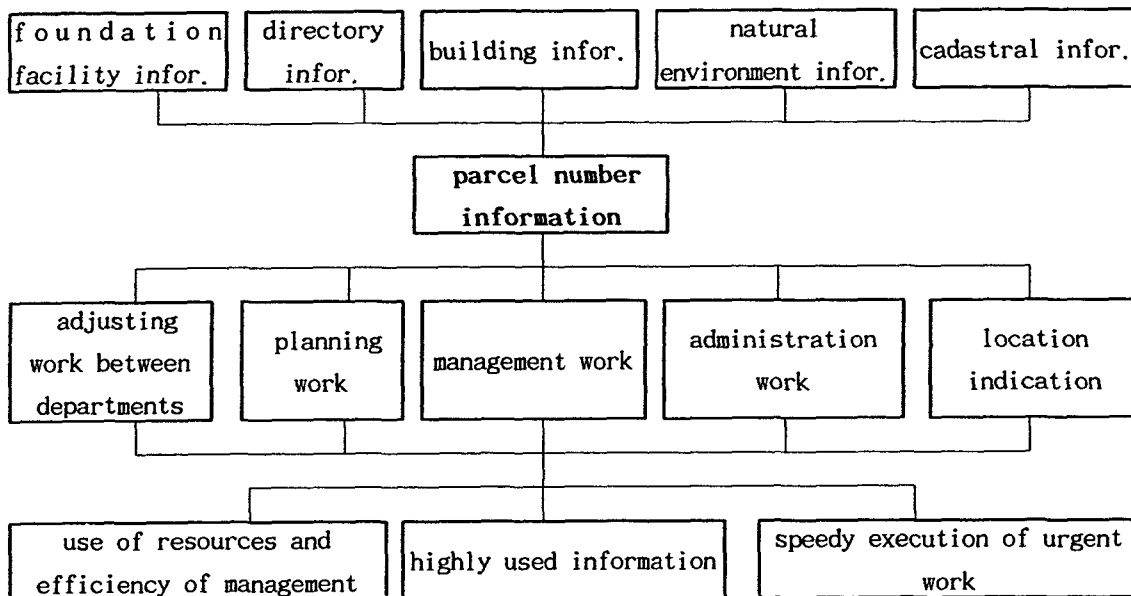 foundation
facility infor.
directory
infor.
building infor.
natural
environment infor.
cadastral infor.
parcel number
information
adjusting
work between
departments
planning
work
management work
administration
work
location
indication
use of resources and
efficiency of management
highly used information
speedy execution of urgent
work